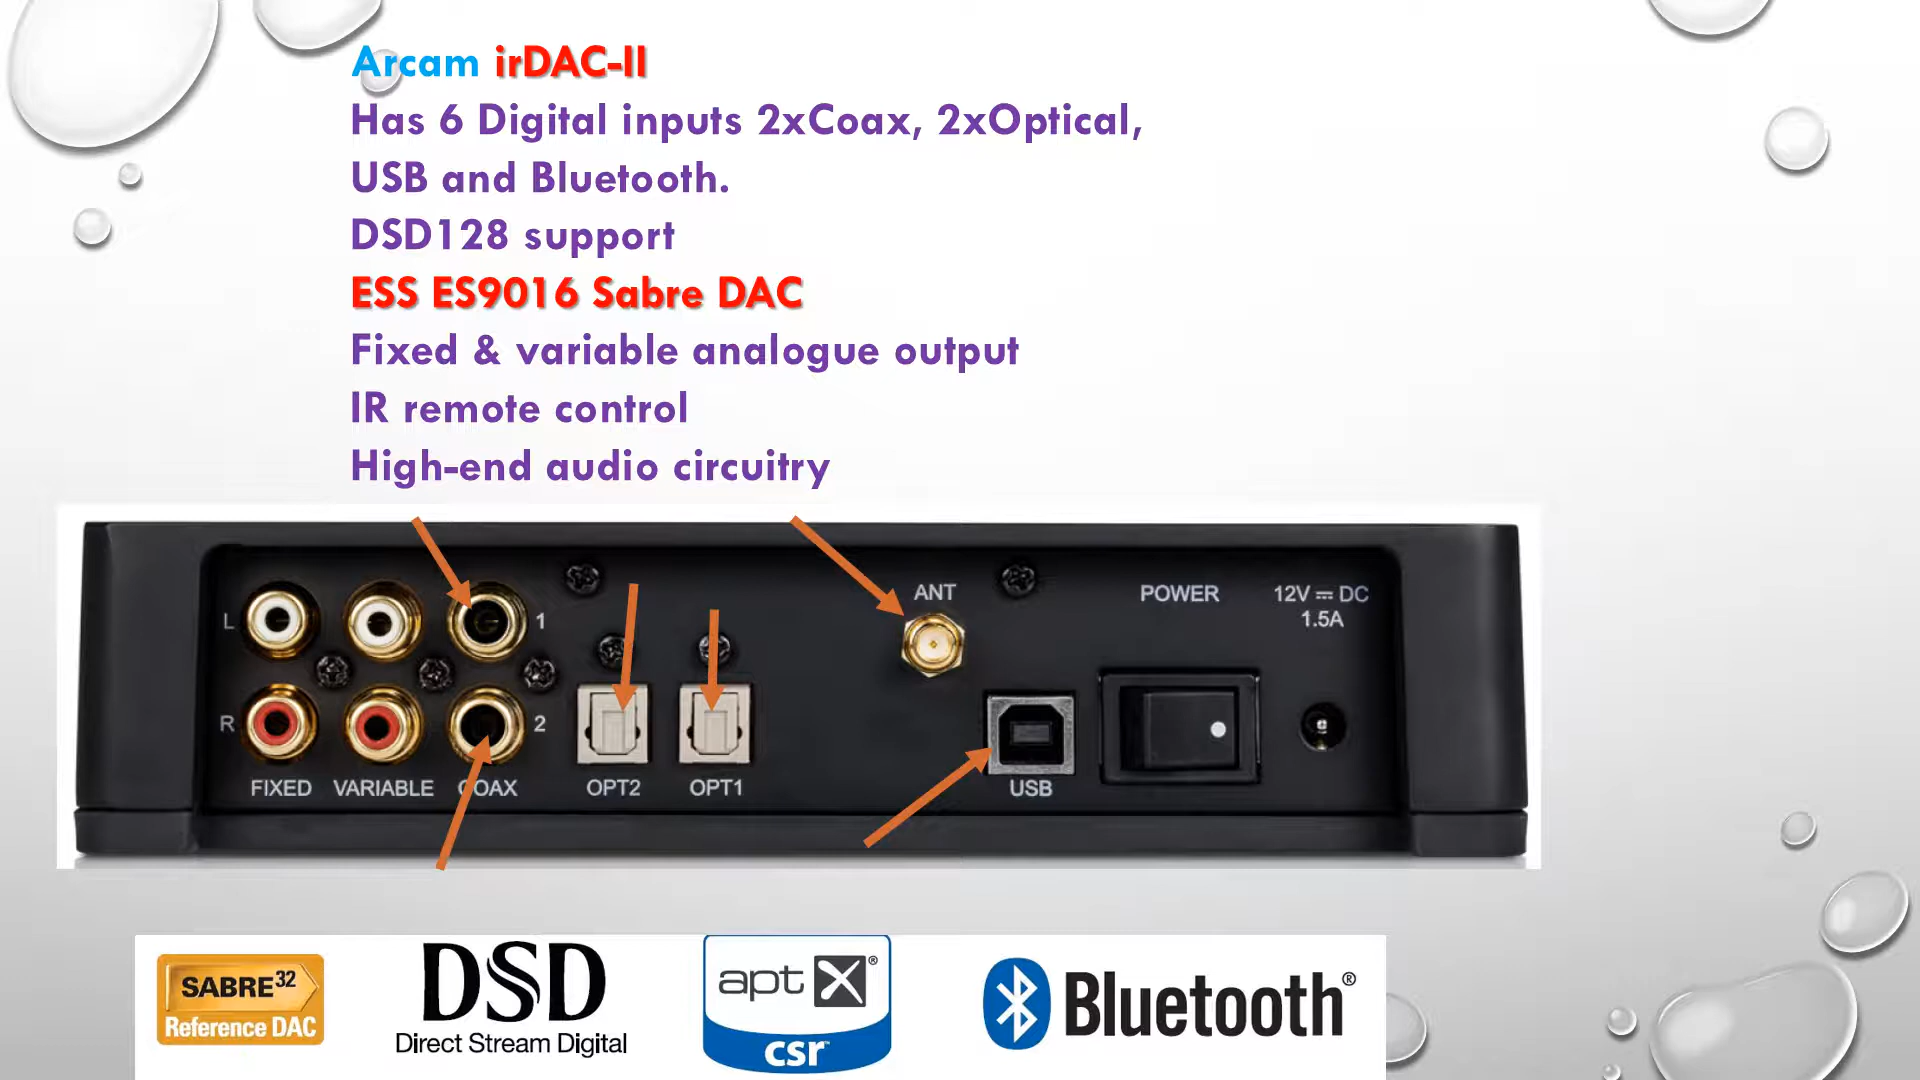 Arcam irDAC-II
Has 6 Digital inputs 2xCoax, 2xOptical,
USB and Bluetooth.
DSD128 support
ESS ES9016 Sabre DAC
Fixed & variable analogue output
IR remote control
High-end audio circuitry
ANT
POWER
12V ⎓ DC
1.5A
L
1
R
2
FIXED VARIABLE COAX OPT2 OPT1 USB
SABRE32
Reference DAC
DSD
Direct Stream Digital
aptX®
csr
Bluetooth®